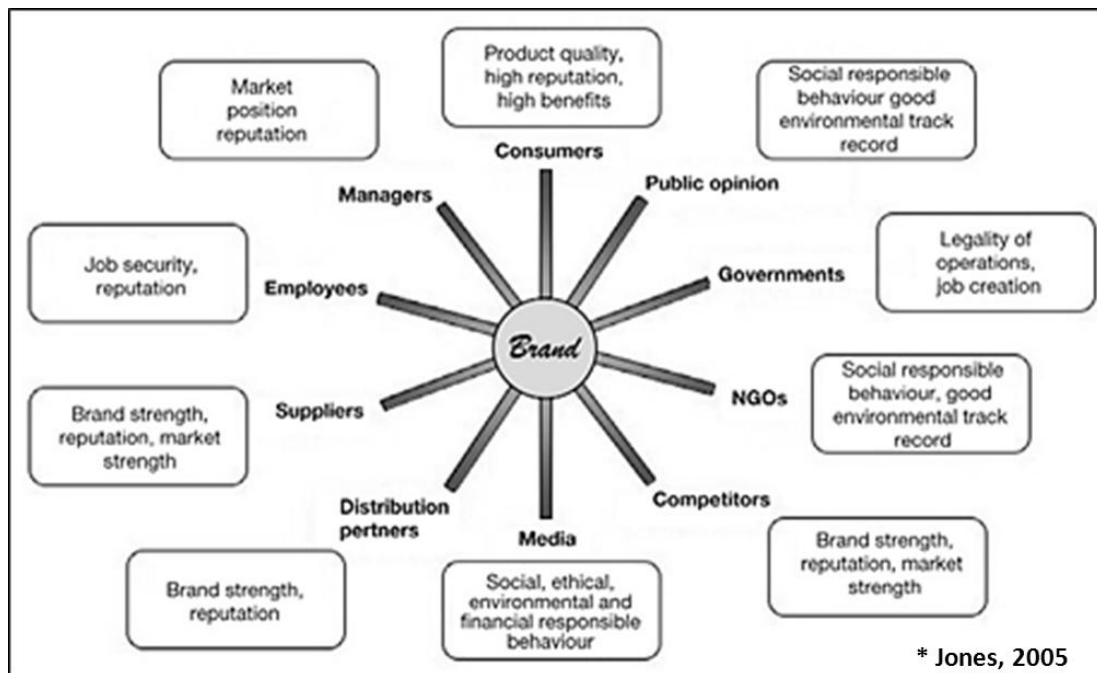 Product quality,
high reputation,
high benefits
Consumers
Market
position
reputation
Managers
Social responsible
behaviour good
environmental track
record
Public opinion
Job security,
reputation
Employees
Legality of
operations,
job creation
Governments
Brand
Brand strength,
reputation, market
strength
Suppliers
Social responsible
behaviour, good
environmental track
record
NGOs
Distribution
pertners
Brand strength,
reputation
Media
Social, ethical,
environmental and
financial responsible
behaviour
Competitors
Brand strength,
reputation, market
strength
* Jones, 2005